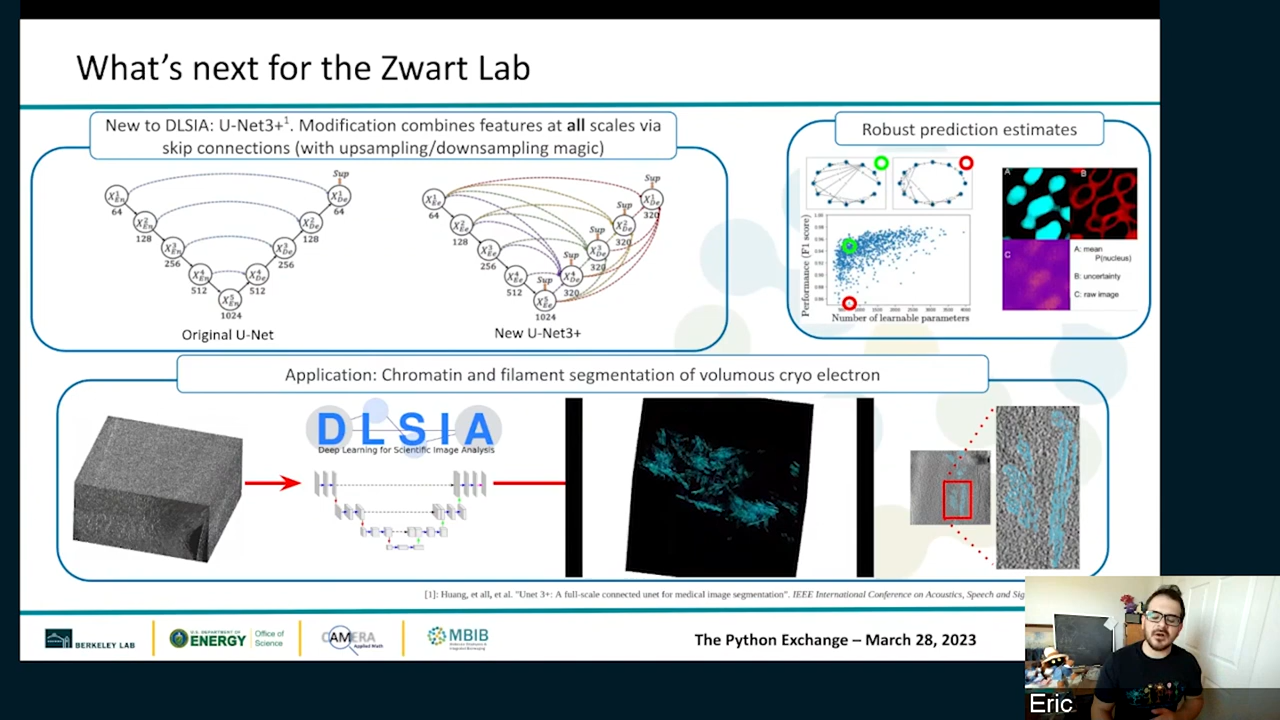 What's next for the Zwart Lab
New to DLSIA: U-Net3+¹. Modification combines features at all scales via
skip connections (with upsampling/downsampling magic)
Sup
64
128
256
512
1024
512
256
128
64
Original U-Net
Sup
Sup
Sup
Sup
64
128
256
512
1024
320
320
320
320
New U-Net3+
Robust prediction estimates
Performance (F1 score)
Number of learnable parameters
A
B
C
A: mean
P(nucleus)
B: uncertainty
C: raw image
Application: Chromatin and filament segmentation of volumous cryo electron
DLSIA
Deep Learning for Scientific Image Analysis
[1]: Huang, et all, et al. "Unet 3+: A full-scale connected unet for medical image segmentation". IEEE International Conference on Acoustics, Speech and Sig
BERKELEY LAB
U.S. DEPARTMENT OF
ENERGY
Office of
Science
CAMERA
Applied Math
MBIB
The Python Exchange – March 28, 2023
Eric